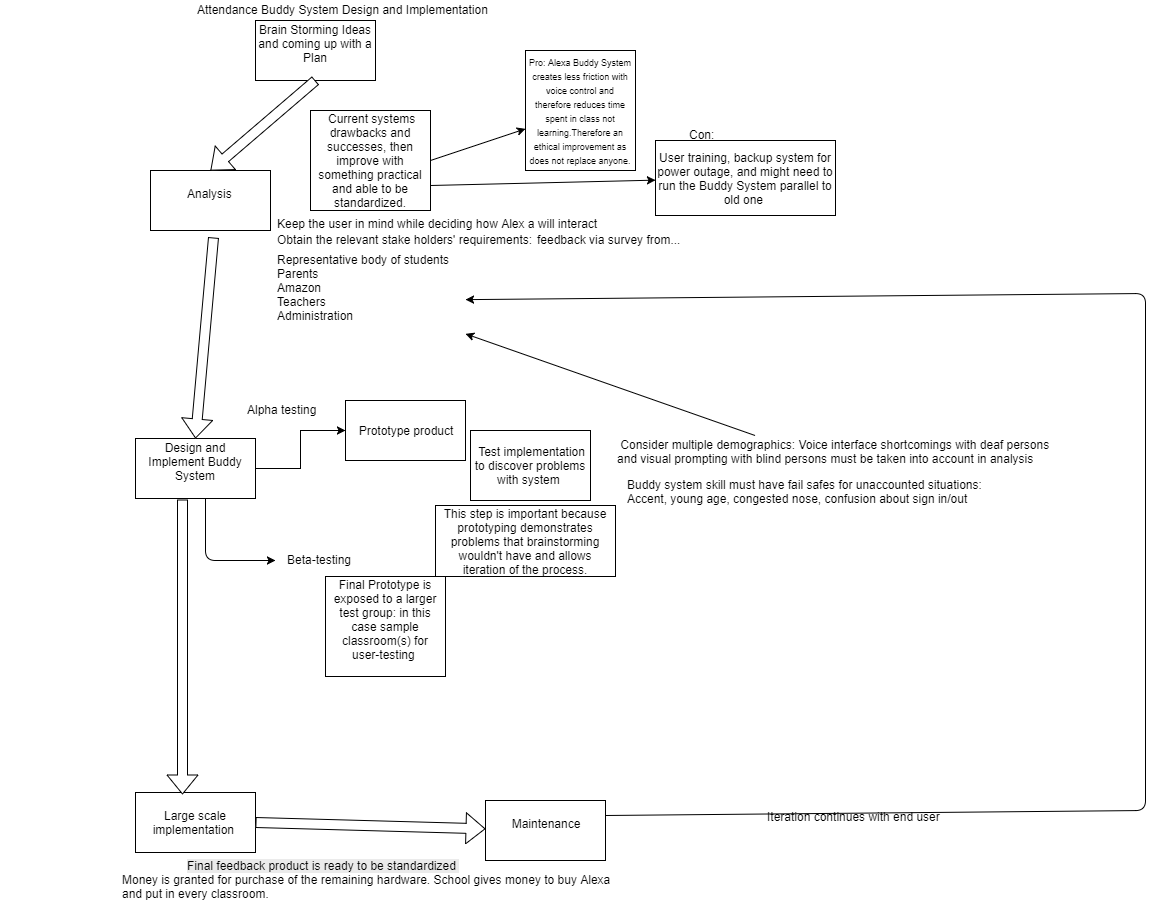 Attendance Buddy System Design and Implementation
Brain Storming Ideas
and coming up with a
Plan
Pro: Alexa Buddy System
creates less friction with
voice control and
therefore reduces time
spent in class not
learning.Therefore an
ethical improvement as
does not replace anyone.
Current systems
drawbacks and
successes, then
improve with
something practical
and able to be
standardized.
Con:
User training, backup system for
power outage, and might need to
run the Buddy System parallel to
old one
Analysis
Keep the user in mind while deciding how Alex a will interact
Obtain the relevant stake holders' requirements: feedback via survey from...
Representative body of students
Parents
Amazon
Teachers
Administration
Alpha testing
Prototype product
Design and
Implement Buddy
System
Test implementation
to discover problems
with system
Consider multiple demographics: Voice interface shortcomings with deaf persons
and visual prompting with blind persons must be taken into account in analysis
Buddy system skill must have fail safes for unaccounted situations:
Accent, young age, congested nose, confusion about sign in/out
This step is important because
prototyping demonstrates
problems that brainstorming
wouldn't have and allows
iteration of the process.
Beta-testing
Final Prototype is
exposed to a larger
test group: in this
case sample
classroom(s) for
user-testing
Large scale
implementation
Maintenance
Iteration continues with end user
Final feedback product is ready to be standardized
Money is granted for purchase of the remaining hardware. School gives money to buy Alexa
and put in every classroom.